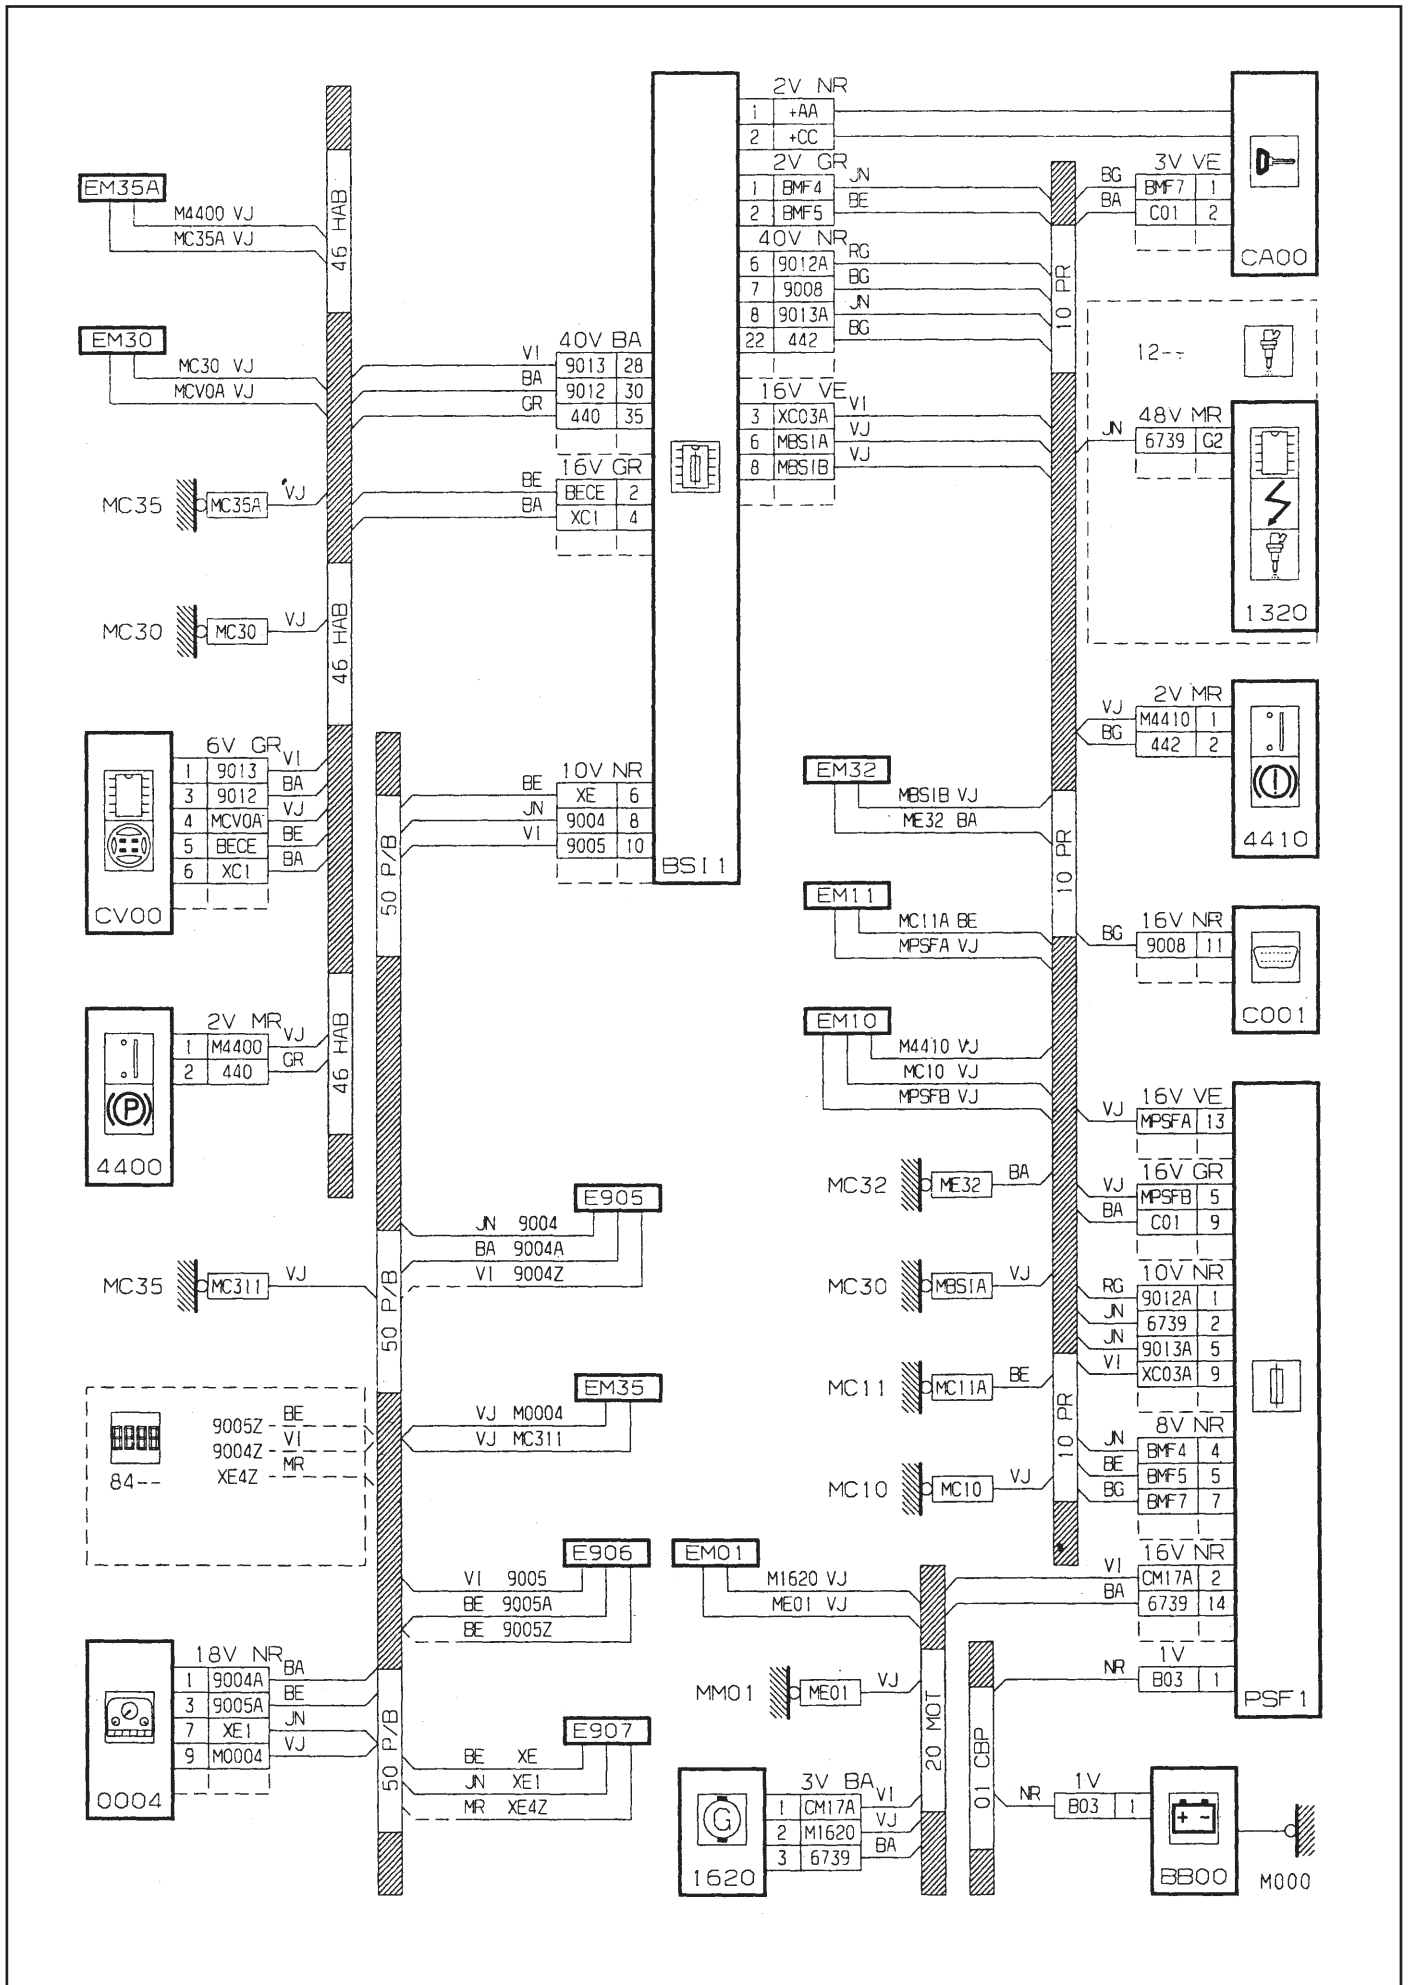 EM35A
M4400 VJ
MC35A VJ
46 HAB
EM30
MC30 VJ
MCV0A VJ
MC35
MC35A
VJ
MC30
MC30
VJ
46 HAB
CV00
6V GR
1 9013 VI
3 9012 BA
4 MCV0A VJ
5 BECE BE
6 XC1 BA
4400
2V MR
1 M4400 VJ
2 440 GR
46 HAB
MC35
MC311
VJ
84--
9005Z BE
9004Z VI
XE4Z MR
0004
18V NR
1 9004A BA
3 9005A BE
7 XE1 JN
9 M0004 VJ
50 P/B
50 P/B
50 P/B
40V BA
VI 9013 28
BA 9012 30
GR 440 35
16V GR
BE BECE 2
BA XC1 4
10V NR
BE XE 6
JN 9004 8
VI 9005 10
BSI1
E905
JN 9004
BA 9004A
VI 9004Z
EM35
VJ M0004
VJ MC311
E906
VI 9005
BE 9005A
BE 9005Z
E907
BE XE
JN XE1
MR XE4Z
2V NR
1 +AA
2 +CC
2V GR
1 BMF4 JN
2 BMF5 BE
40V NR
6 9012A RG
7 9008 BG
8 9013A JN
22 442 BG
16V VE
3 XC03A VI
6 MBS1A VJ
8 MBS1B VJ
EM32
MBS1B VJ
ME32 BA
EM11
MC11A BE
MPSFA VJ
EM10
M4410 VJ
MC10 VJ
MPSFB VJ
MC32
ME32
BA
MC30
MBS1A
VJ
MC11
MC11A
BE
MC10
MC10
VJ
EM01
M1620 VJ
ME01 VJ
MM01
ME01
VJ
1620
3V BA
1 CM17A VI
2 M1620 VJ
3 6739 BA
20 MOT
01 CBP
10 PR
10 PR
10 PR
3V VE
BG BMF7 1
BA C01 2
CA00
12--
48V MR
JN 6739 G2
1320
2V MR
VJ M4410 1
BG 442 2
4410
16V NR
BG 9008 11
C001
16V VE
VJ MPSFA 13
16V GR
VJ MPSFB 5
BA C01 9
10V NR
RG 9012A 1
JN 6739 2
JN 9013A 5
VI XC03A 9
8V NR
JN BMF4 4
BE BMF5 5
BG BMF7 7
16V NR
VI CM17A 2
BA 6739 14
1V
NR B03 1
PSF1
1V
NR B03 1
BB00
M000